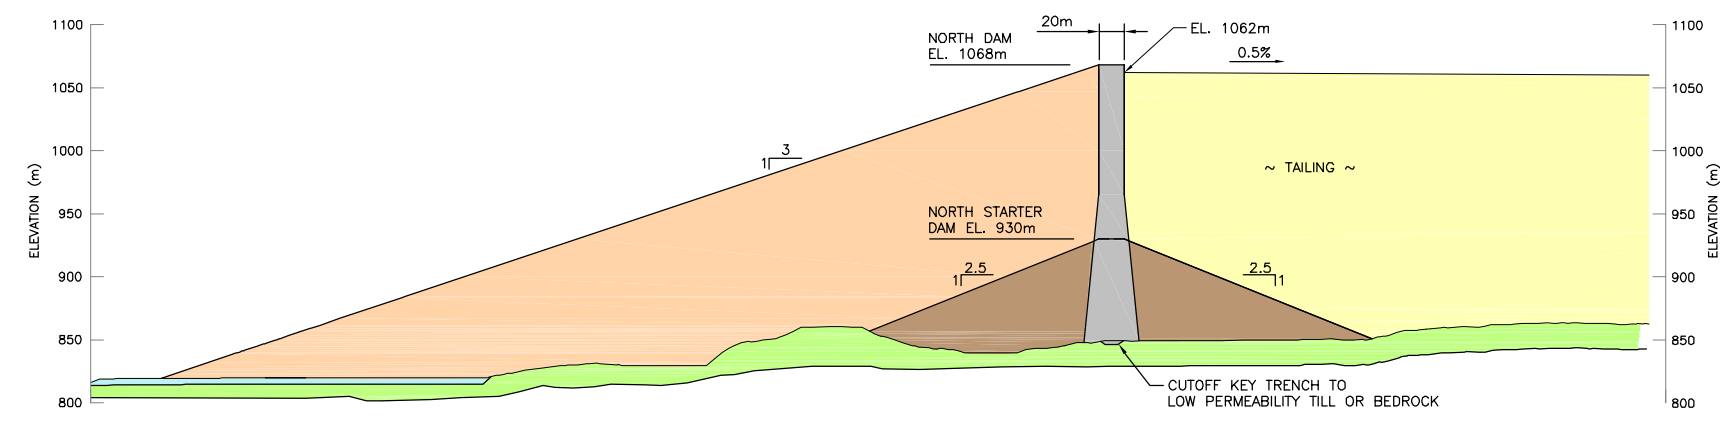 1100
1050
1000
950
900
850
800
ELEVATION (m)
20m
NORTH DAM
EL. 1068m
EL. 1062m
0.5%
3
1
~ TAILING ~
NORTH STARTER
DAM EL. 930m
2.5
1
2.5
1
CUTOFF KEY TRENCH TO
LOW PERMEABILITY TILL OR BEDROCK
1100
1050
1000
950
900
850
800
ELEVATION (m)